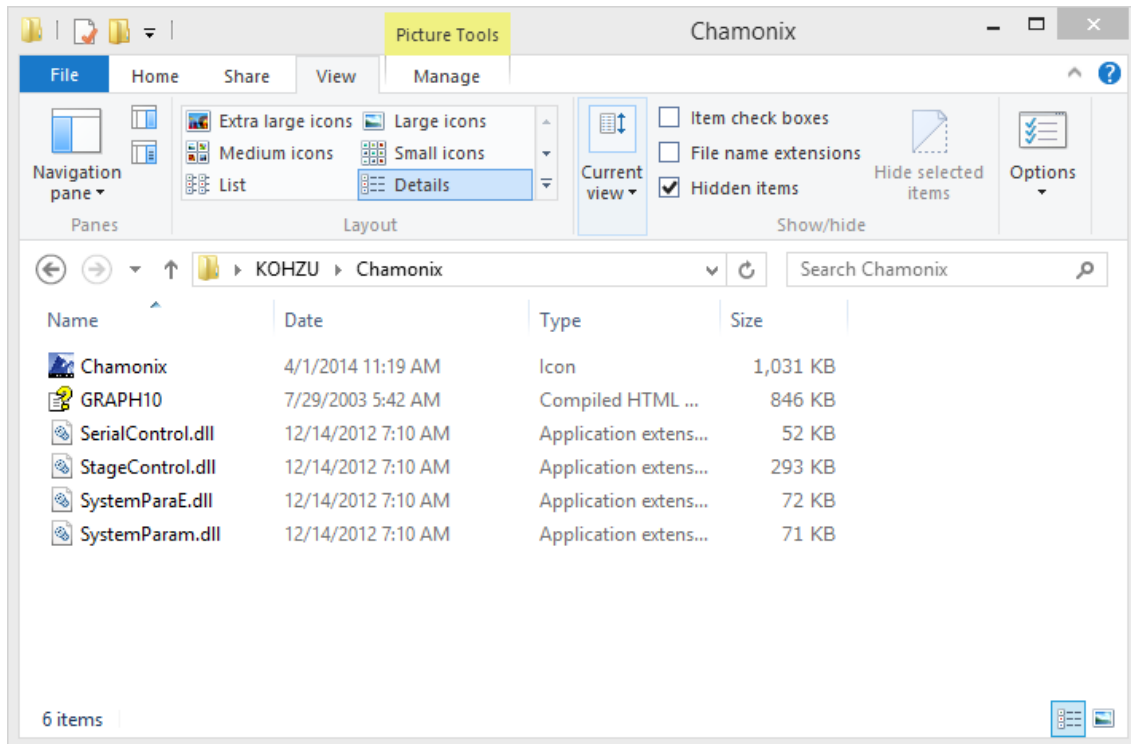 Picture Tools Chamonix
File Home Share View Manage
Extra large icons Large icons
Medium icons Small icons
List Details
Navigation pane
Panes
Layout
Current view
Item check boxes
File name extensions
Hidden items
Hide selected items
Show/hide
Options
KOHZU Chamonix Search Chamonix
Name Date Type Size
Chamonix 4/1/2014 11:19 AM Icon 1,031 KB
GRAPH10 7/29/2003 5:42 AM Compiled HTML ... 846 KB
SerialControl.dll 12/14/2012 7:10 AM Application extens... 52 KB
StageControl.dll 12/14/2012 7:10 AM Application extens... 293 KB
SystemParaE.dll 12/14/2012 7:10 AM Application extens... 72 KB
SystemParam.dll 12/14/2012 7:10 AM Application extens... 71 KB
6 items